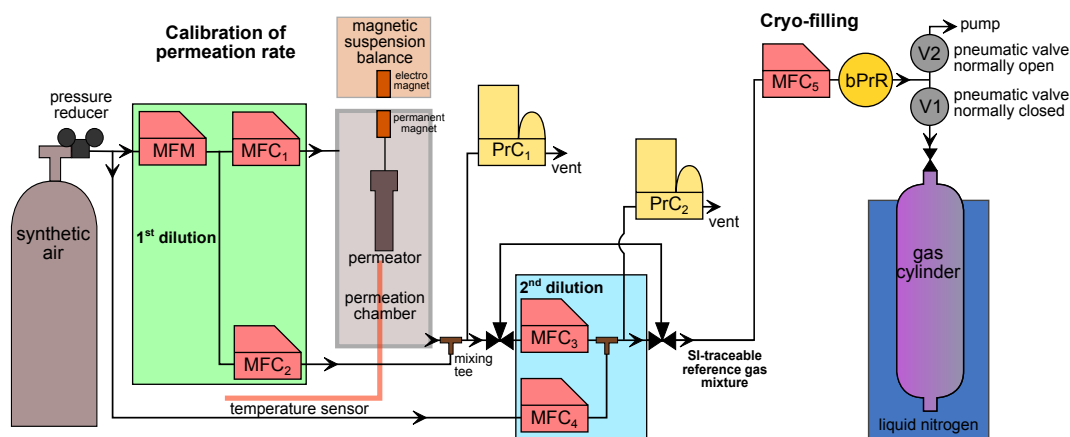 Calibration of
permeation rate
magnetic
suspension
balance
electro
magnet
permanent
magnet
Cryo-filling
pump
V2
pneumatic valve
normally open
MFC5
bPrR
V1
pneumatic valve
normally closed
pressure
reducer
MFM
MFC1
PrC1
vent
PrC2
vent
synthetic
air
1st dilution
permeator
permeation
chamber
2nd dilution
gas
cylinder
MFC2
mixing
tee
MFC3
SI-traceable
reference gas
mixture
temperature sensor
MFC4
liquid nitrogen